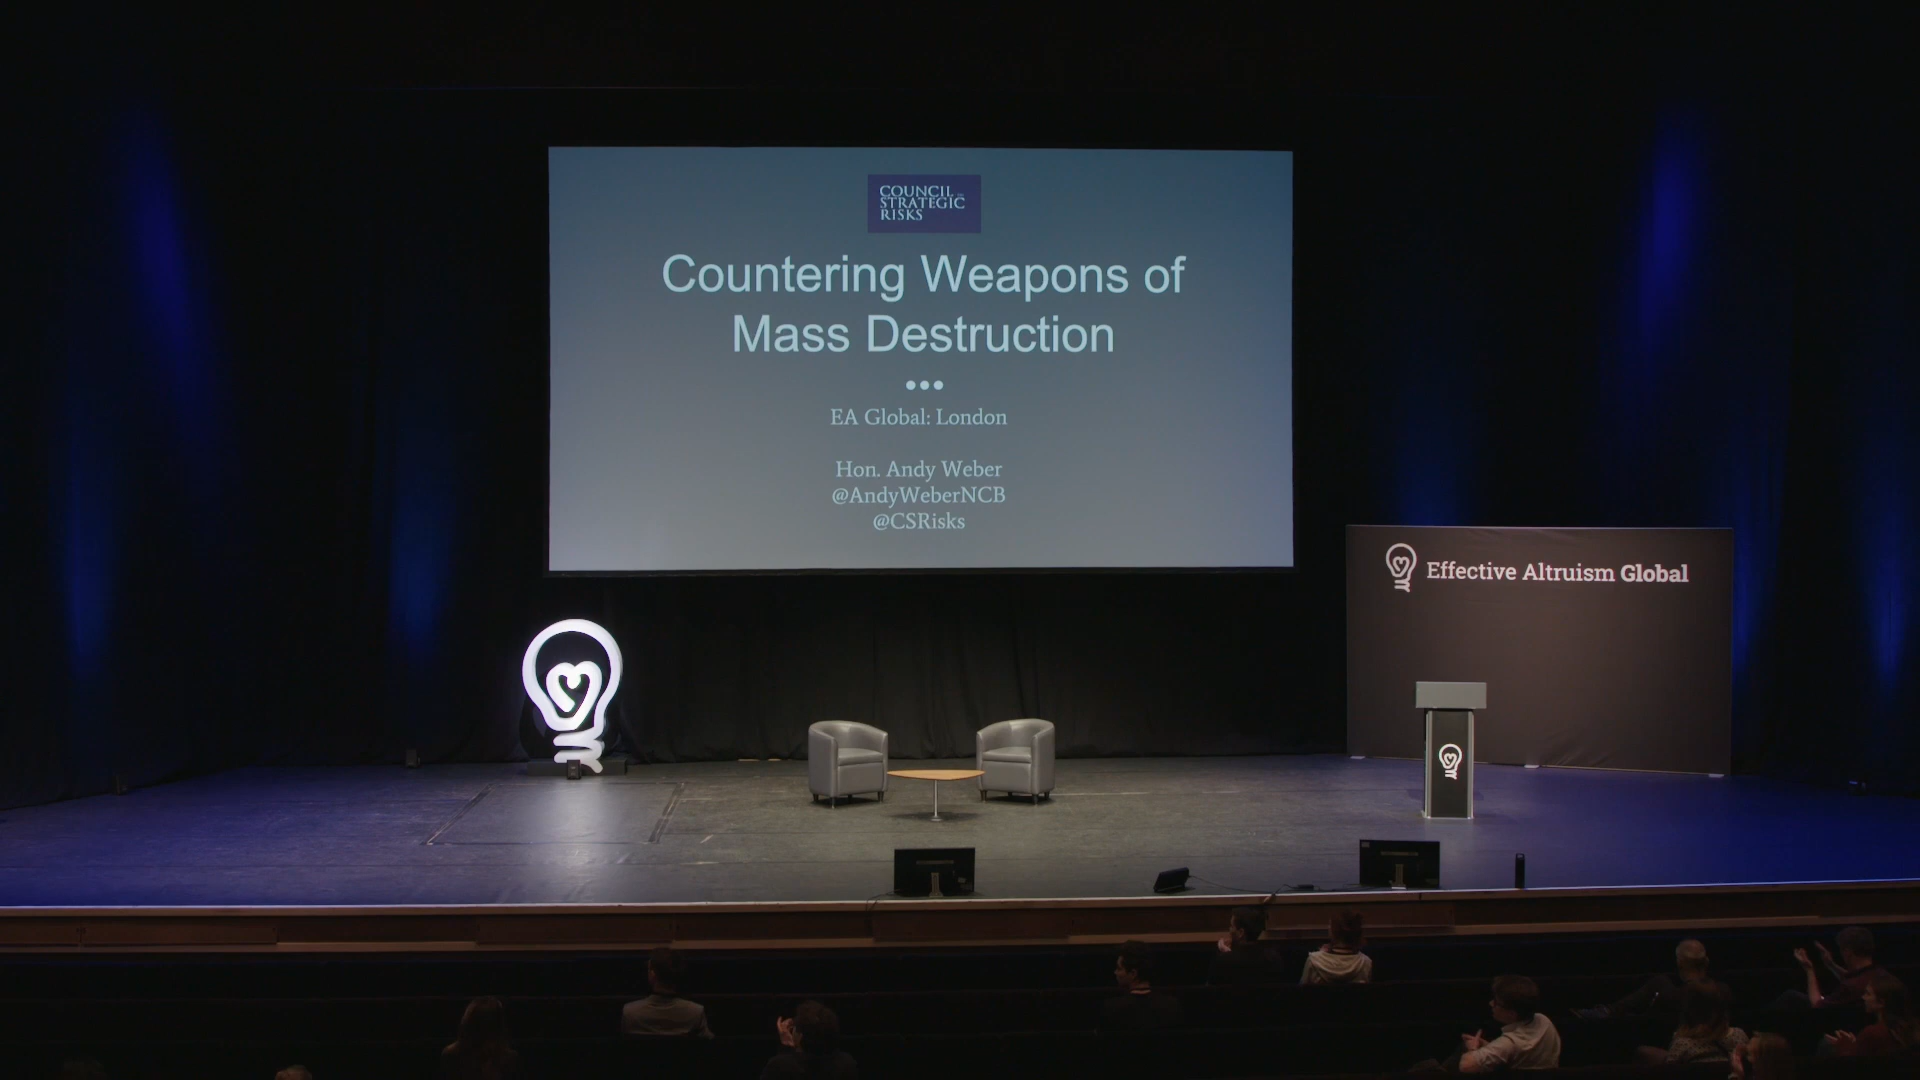 COUNCIL
STRATEGIC
RISKS
Countering Weapons of
Mass Destruction
EA Global: London
Hon. Andy Weber
@AndyWeberNCB
@CSRisks
Effective Altruism Global